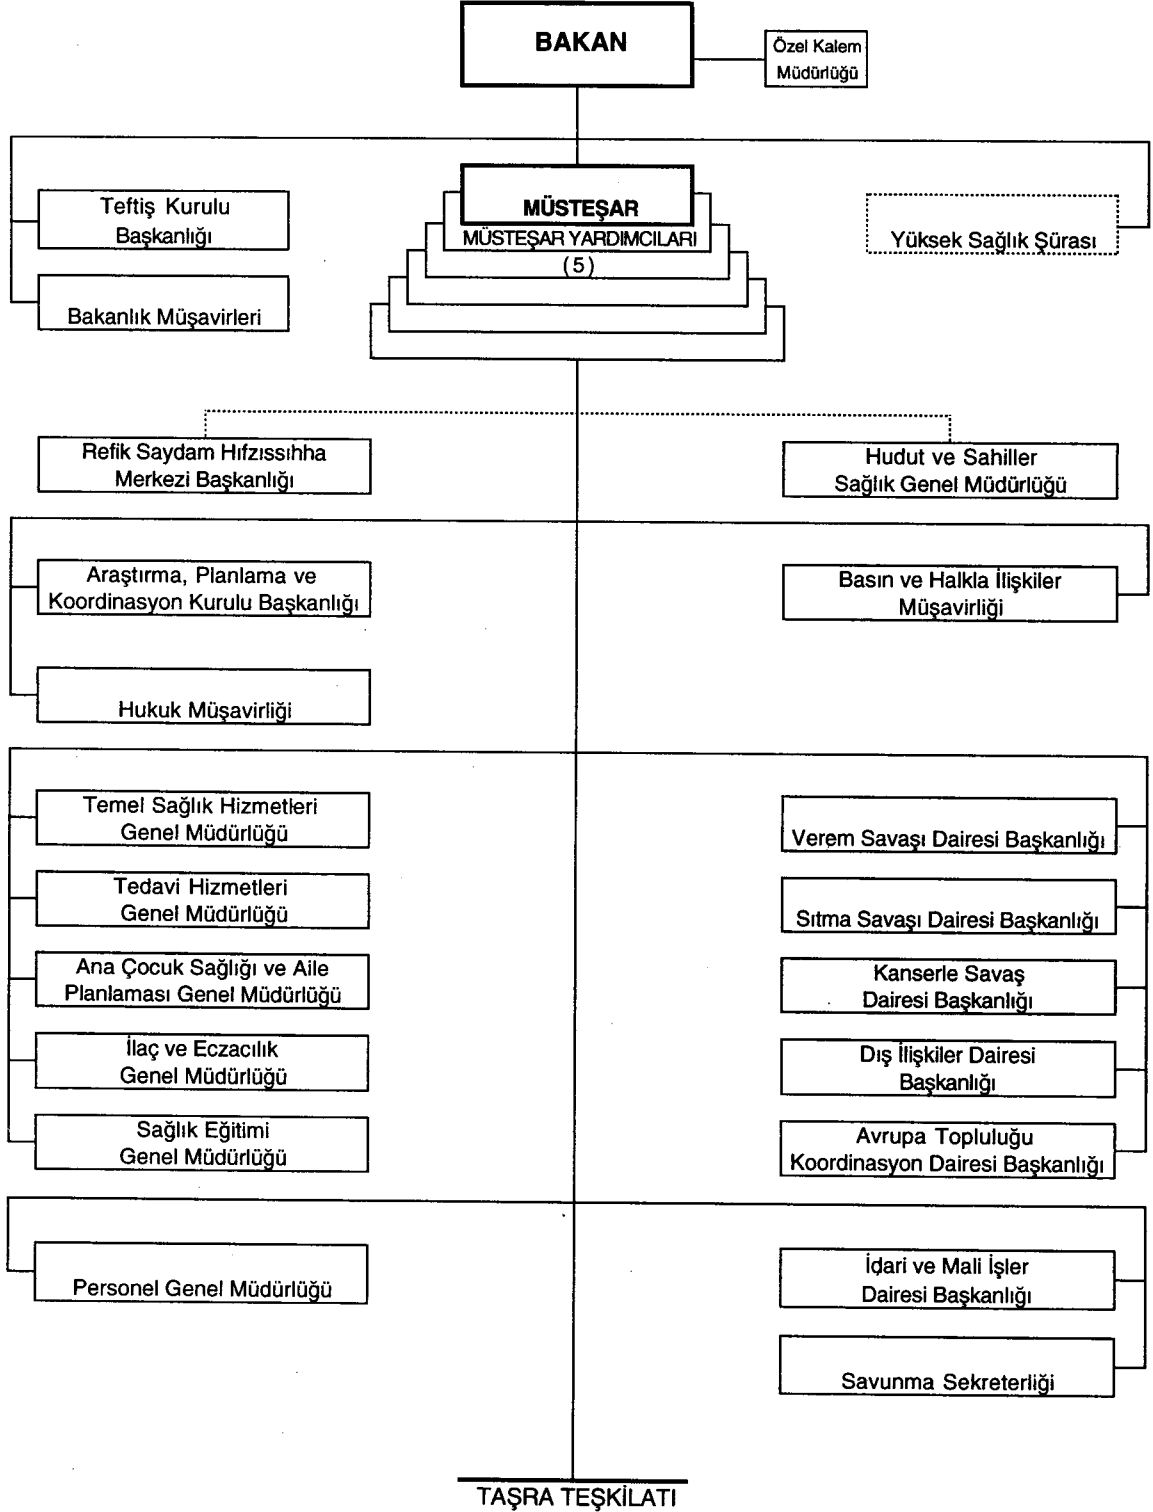 BAKAN
Özel Kalem
Müdürlüğü
MÜSTEŞAR
MÜSTEŞAR YARDIMCILARI
(5)
Teftiş Kurulu
Başkanlığı
Bakanlık Müşavirleri
Yüksek Sağlık Şûrası
Refik Saydam Hıfzıssıhha
Merkezi Başkanlığı
Hudut ve Sahiller
Sağlık Genel Müdürlüğü
Araştırma, Planlama ve
Koordinasyon Kurulu Başkanlığı
Basın ve Halkla İlişkiler
Müşavirliği
Hukuk Müşavirliği
Temel Sağlık Hizmetleri
Genel Müdürlüğü
Tedavi Hizmetleri
Genel Müdürlüğü
Ana Çocuk Sağlığı ve Aile
Planlaması Genel Müdürlüğü
İlaç ve Eczacılık
Genel Müdürlüğü
Sağlık Eğitimi
Genel Müdürlüğü
Verem Savaşı Dairesi Başkanlığı
Sıtma Savaşı Dairesi Başkanlığı
Kanserle Savaş
Dairesi Başkanlığı
Dış İlişkiler Dairesi
Başkanlığı
Avrupa Topluluğu
Koordinasyon Dairesi Başkanlığı
Personel Genel Müdürlüğü
İdari ve Mali İşler
Dairesi Başkanlığı
Savunma Sekreterliği
TAŞRA TEŞKİLATI